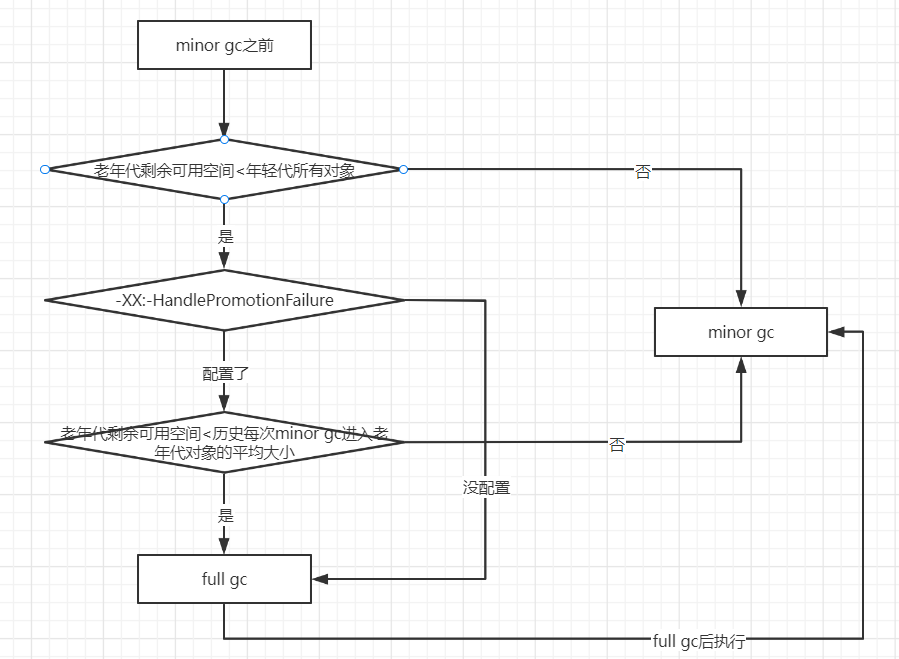 minor gc之前
老年代剩余可用空间<年轻代所有对象
否
是
-XX:-HandlePromotionFailure
minor gc
配置了
老年代剩余可用空间<历史每次minor gc进入老
年代对象的平均大小
否
没配置
是
full gc
full gc后执行